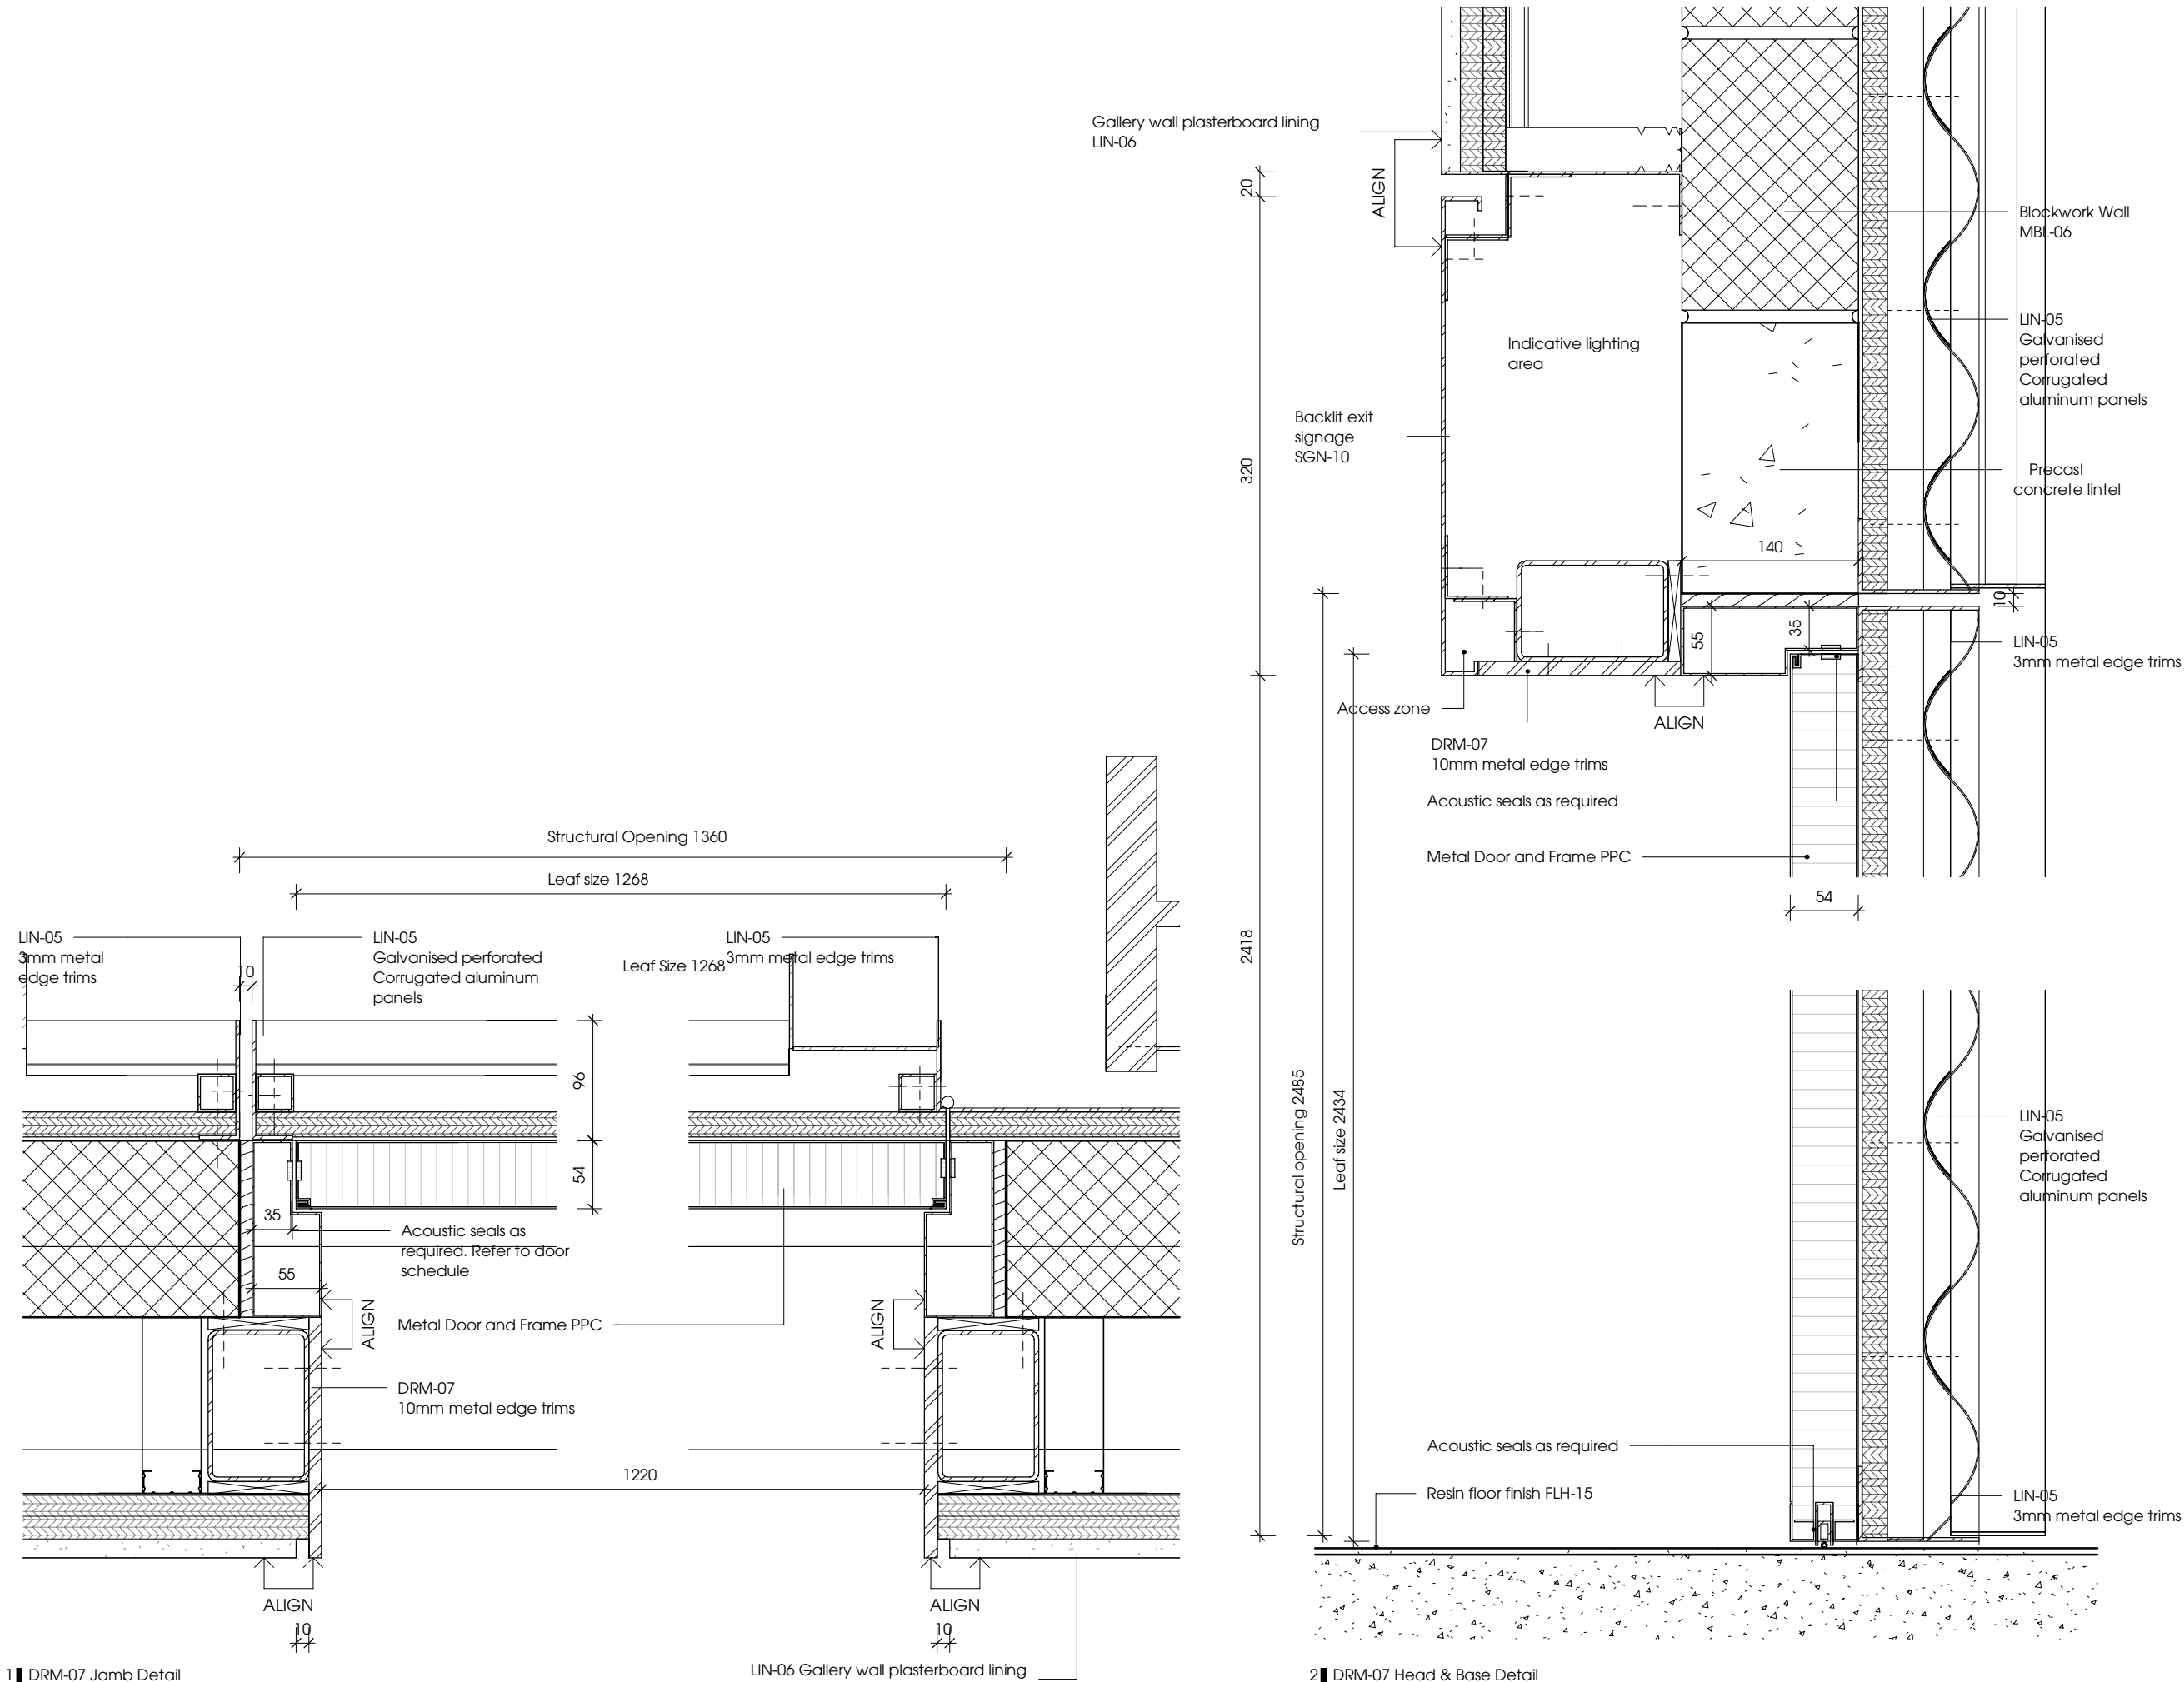 Gallery wall plasterboard lining
LIN-06
ALIGN
20
Blockwork Wall
MBL-06
LIN-05
Galvanised
perforated
Corrugated
aluminum panels
Indicative lighting
area
Backlit exit
signage
SGN-10
320
Precast
concrete lintel
140
10
55
35
LIN-05
3mm metal edge trims
Access zone
ALIGN
DRM-07
10mm metal edge trims
Acoustic seals as required
Metal Door and Frame PPC
54
2418
Structural opening 2485
Leaf size 2434
LIN-05
Galvanised
perforated
Corrugated
aluminum panels
Acoustic seals as required
Resin floor finish FLH-15
LIN-05
3mm metal edge trims
2 DRM-07 Head & Base Detail
Structural Opening 1360
Leaf size 1268
LIN-05
3mm metal
edge trims
10
LIN-05
Galvanised perforated
Corrugated aluminum
panels
Leaf Size 1268
LIN-05
3mm metal edge trims
96
54
35
Acoustic seals as
required. Refer to door
schedule
55
ALIGN
Metal Door and Frame PPC
ALIGN
DRM-07
10mm metal edge trims
1220
ALIGN
10
ALIGN
10
LIN-06 Gallery wall plasterboard lining
1 DRM-07 Jamb Detail